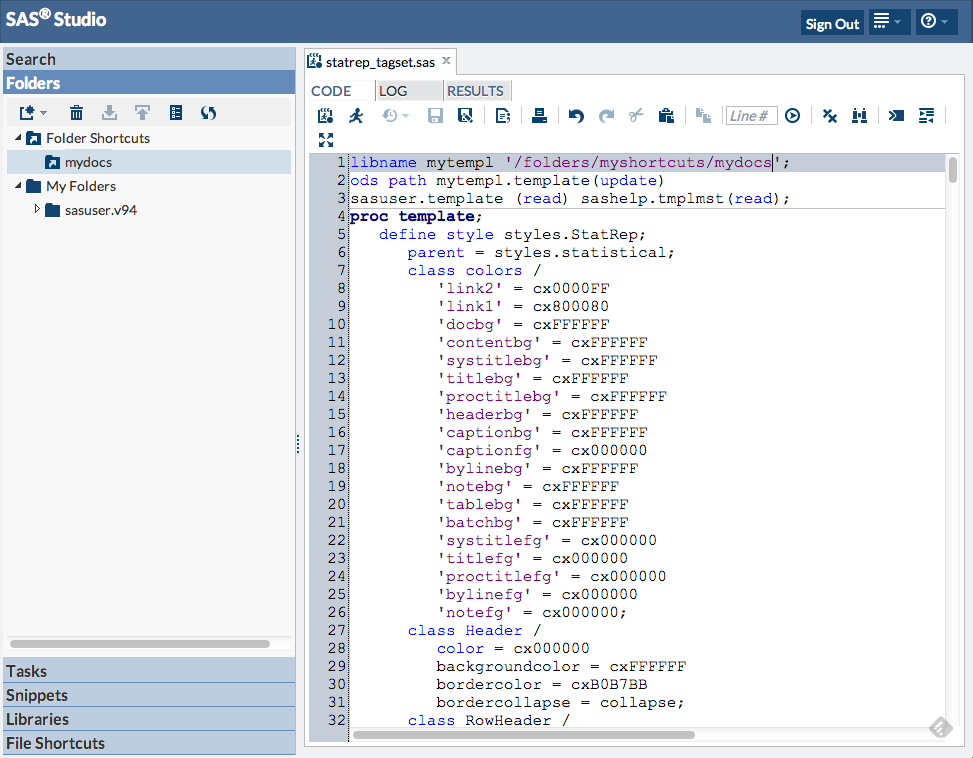 SAS® Studio
Sign Out
Search
Folders
Folder Shortcuts
mydocs
My Folders
sasuser.v94
Tasks
Snippets
Libraries
File Shortcuts
statrep_tagset.sas
CODE LOG RESULTS
Line #
1 libname mytempl '/folders/myshortcuts/mydocs';
2 ods path mytempl.template(update)
3 sasuser.template (read) sashelp.tmplmst(read);
4 proc template;
5 define style styles.StatRep;
6 parent = styles.statistical;
7 class colors /
8 'link2' = cx0000FF
9 'link1' = cx800080
10 'docbg' = cxFFFFFF
11 'contentbg' = cxFFFFFF
12 'systitlebg' = cxFFFFFF
13 'titlebg' = cxFFFFFF
14 'proctitlebg' = cxFFFFFF
15 'headerbg' = cxFFFFFF
16 'captionbg' = cxFFFFFF
17 'captionfg' = cx000000
18 'bylinebg' = cxFFFFFF
19 'notebg' = cxFFFFFF
20 'tablebg' = cxFFFFFF
21 'batchbg' = cxFFFFFF
22 'systitlefg' = cx000000
23 'titlefg' = cx000000
24 'proctitlefg' = cx000000
25 'bylinefg' = cx000000
26 'notefg' = cx000000;
27 class Header /
28 color = cx000000
29 backgroundcolor = cxFFFFFF
30 bordercolor = cxB0B7BB
31 bordercollapse = collapse;
32 class RowHeader /